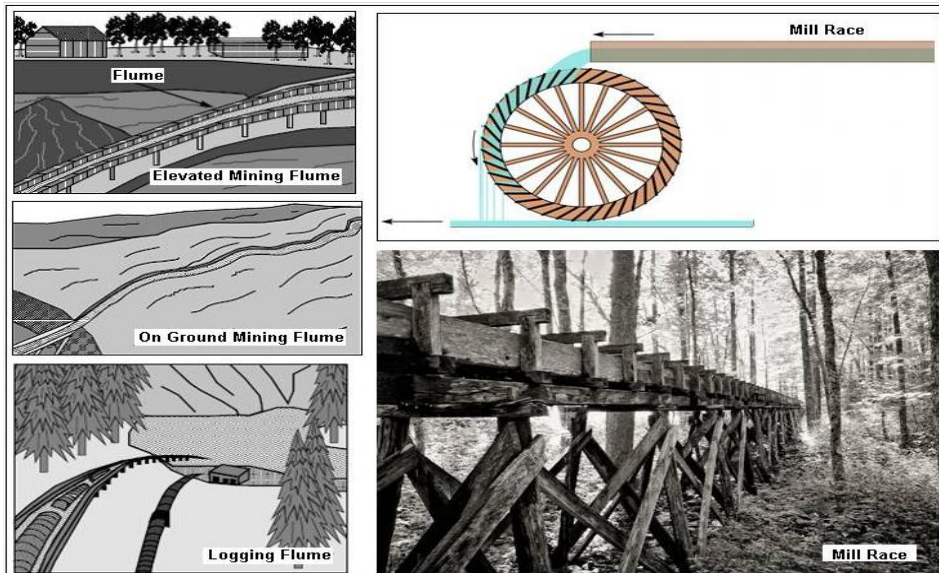 Flume
Elevated Mining Flume
On Ground Mining Flume
Logging Flume
Mill Race
Mill Race